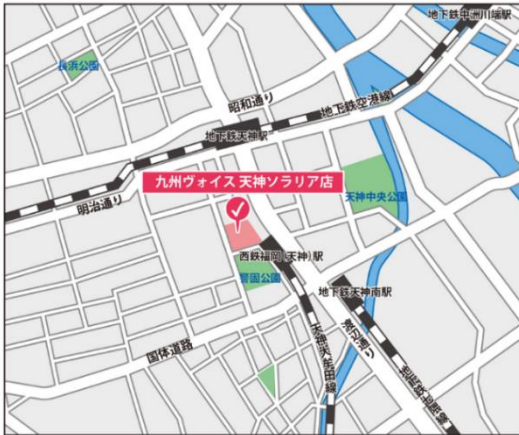 地下鉄中洲川端駅
長浜公園
昭和通り
地下鉄空港線
地下鉄天神駅
九州ヴォイス 天神ソラリア店
明治通り
天神中央公園
西鉄福岡(天神)駅
警固公園
地下鉄天神南駅
渡辺通り
国体道路
天神大牟田線
地下鉄七隈線